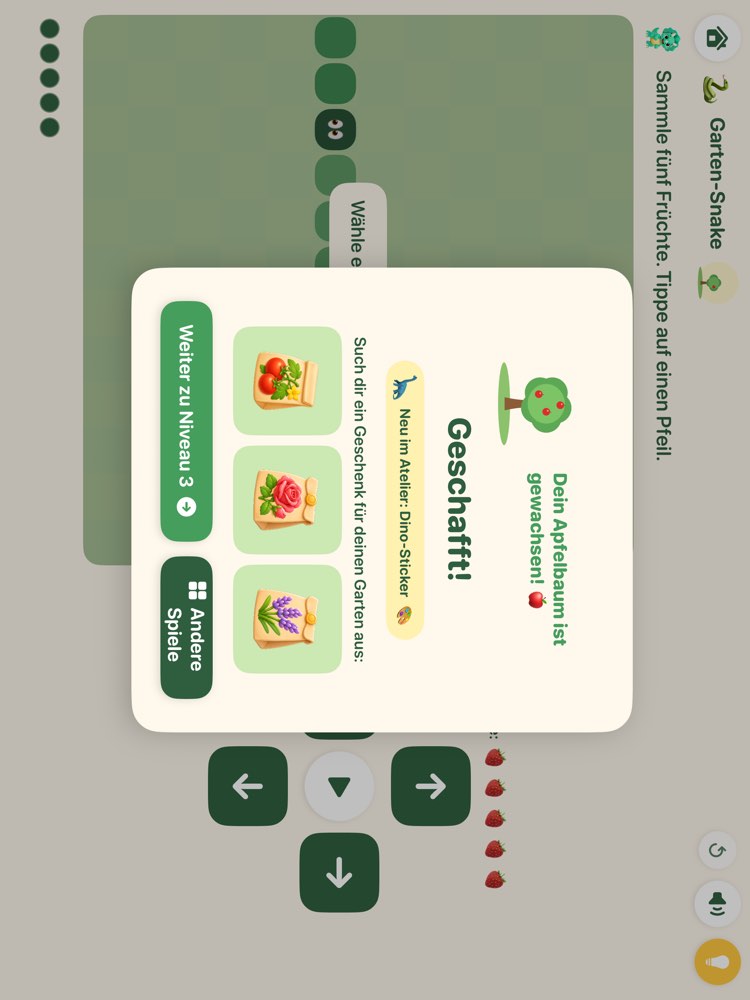 Garten-Snake
Sammle fünf Früchte. Tippe auf einen Pfeil.
Wähle e
Dein Apfelbaum ist
gewachsen!
Geschafft!
Neu im Atelier: Dino-Sticker
Such dir ein Geschenk für deinen Garten aus:
Weiter zu Niveau 3
Andere
Spiele